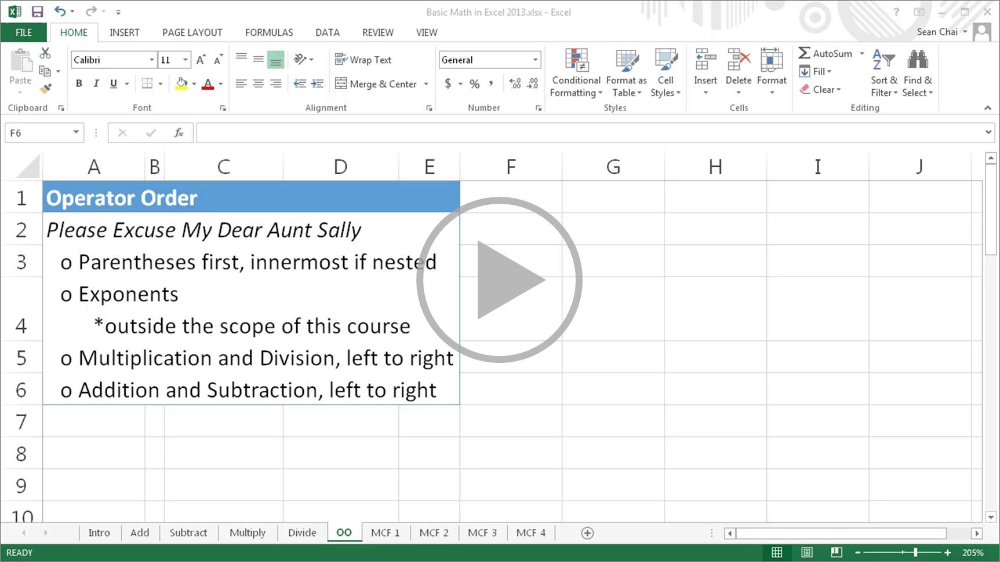 Basic Math in Excel 2013.xlsx - Excel
?
FILE HOME INSERT PAGE LAYOUT FORMULAS DATA REVIEW VIEW
Sean Chai
Paste
Clipboard
Calibri 11
B I U
Font
Wrap Text
Merge & Center
Alignment
General
$ % ,
Number
Conditional Formatting
Format as Table
Cell Styles
Styles
Insert
Delete
Format
Cells
AutoSum
Fill
Clear
Sort & Filter
Find & Select
Editing
F6
fx
A B C D E F G H I J
1 Operator Order
2 Please Excuse My Dear Aunt Sally
3 o Parentheses first, innermost if nested
o Exponents
4 *outside the scope of this course
5 o Multiplication and Division, left to right
6 o Addition and Subtraction, left to right
7
8
9
10
Intro Add Subtract Multiply Divide OO MCF 1 MCF 2 MCF 3 MCF 4
READY
205%